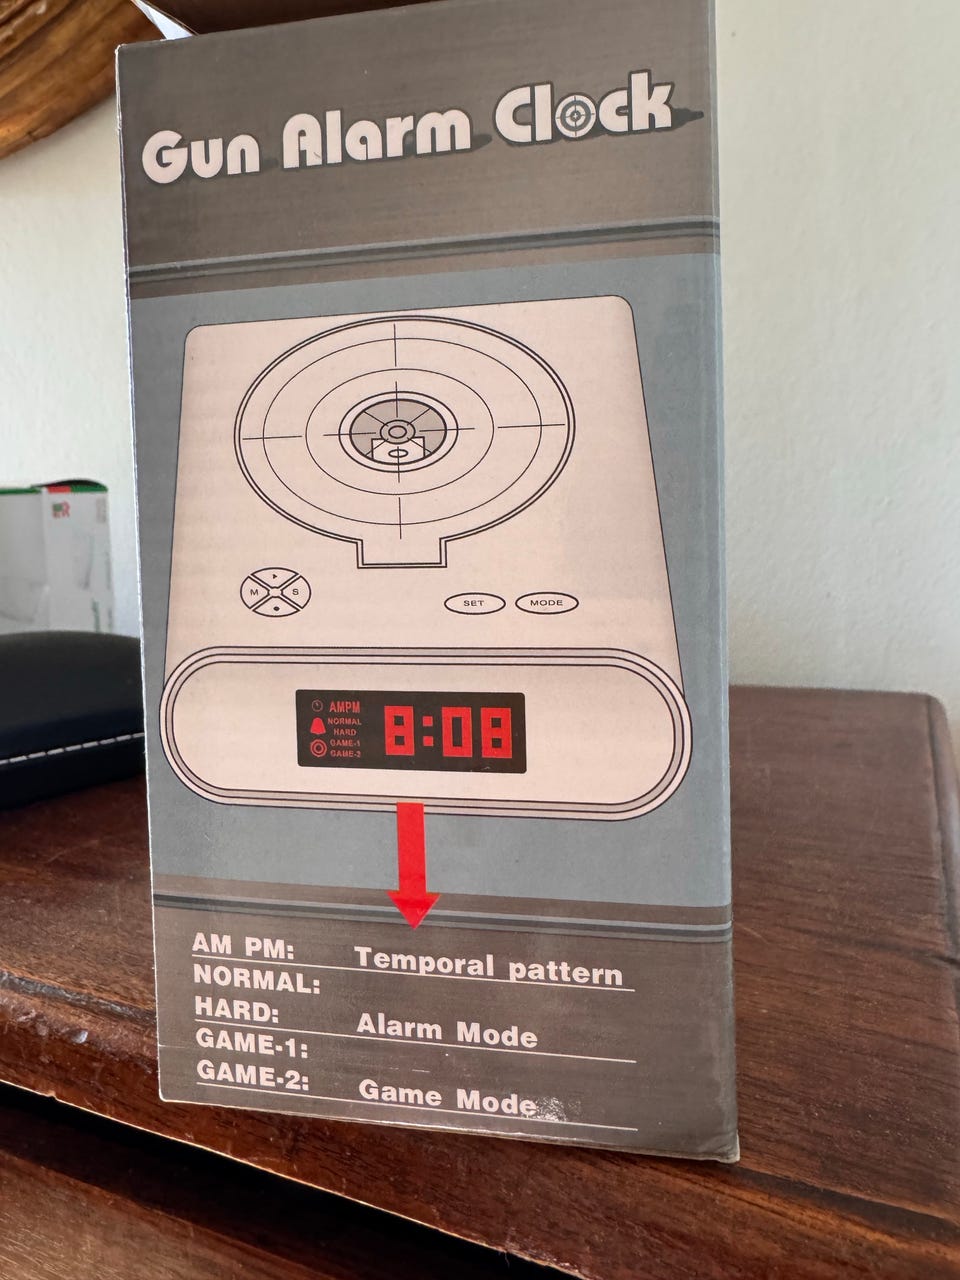 Gun Alarm Clock
M S
SET MODE
AMPM
NORMAL
HARD
GAME-1
GAME-2
8:08
AM PM: Temporal pattern
NORMAL:
HARD: Alarm Mode
GAME-1:
GAME-2: Game Mode